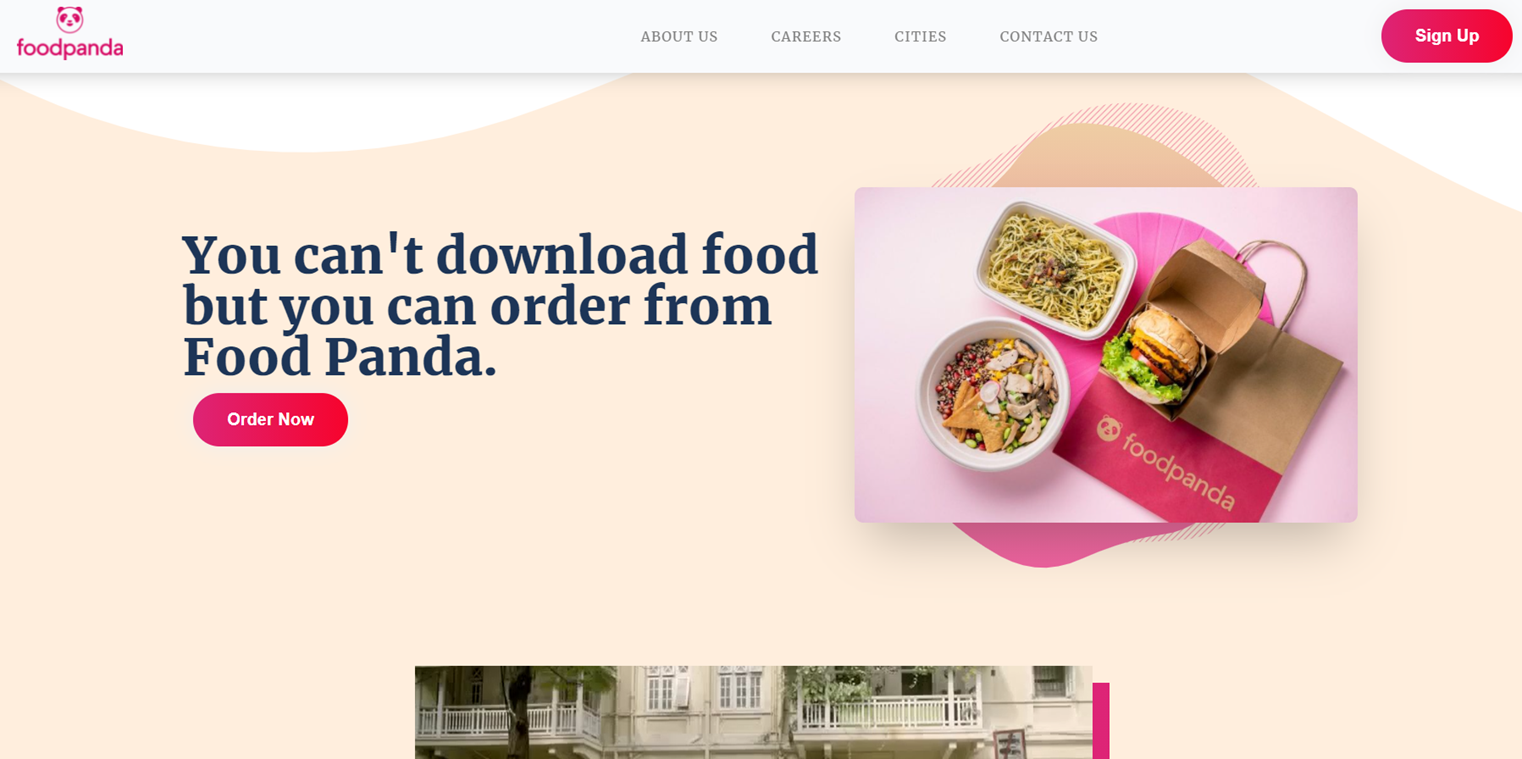 foodpanda
ABOUT US
CAREERS
CITIES
CONTACT US
Sign Up
You can't download food
but you can order from
Food Panda.
Order Now
foodpanda